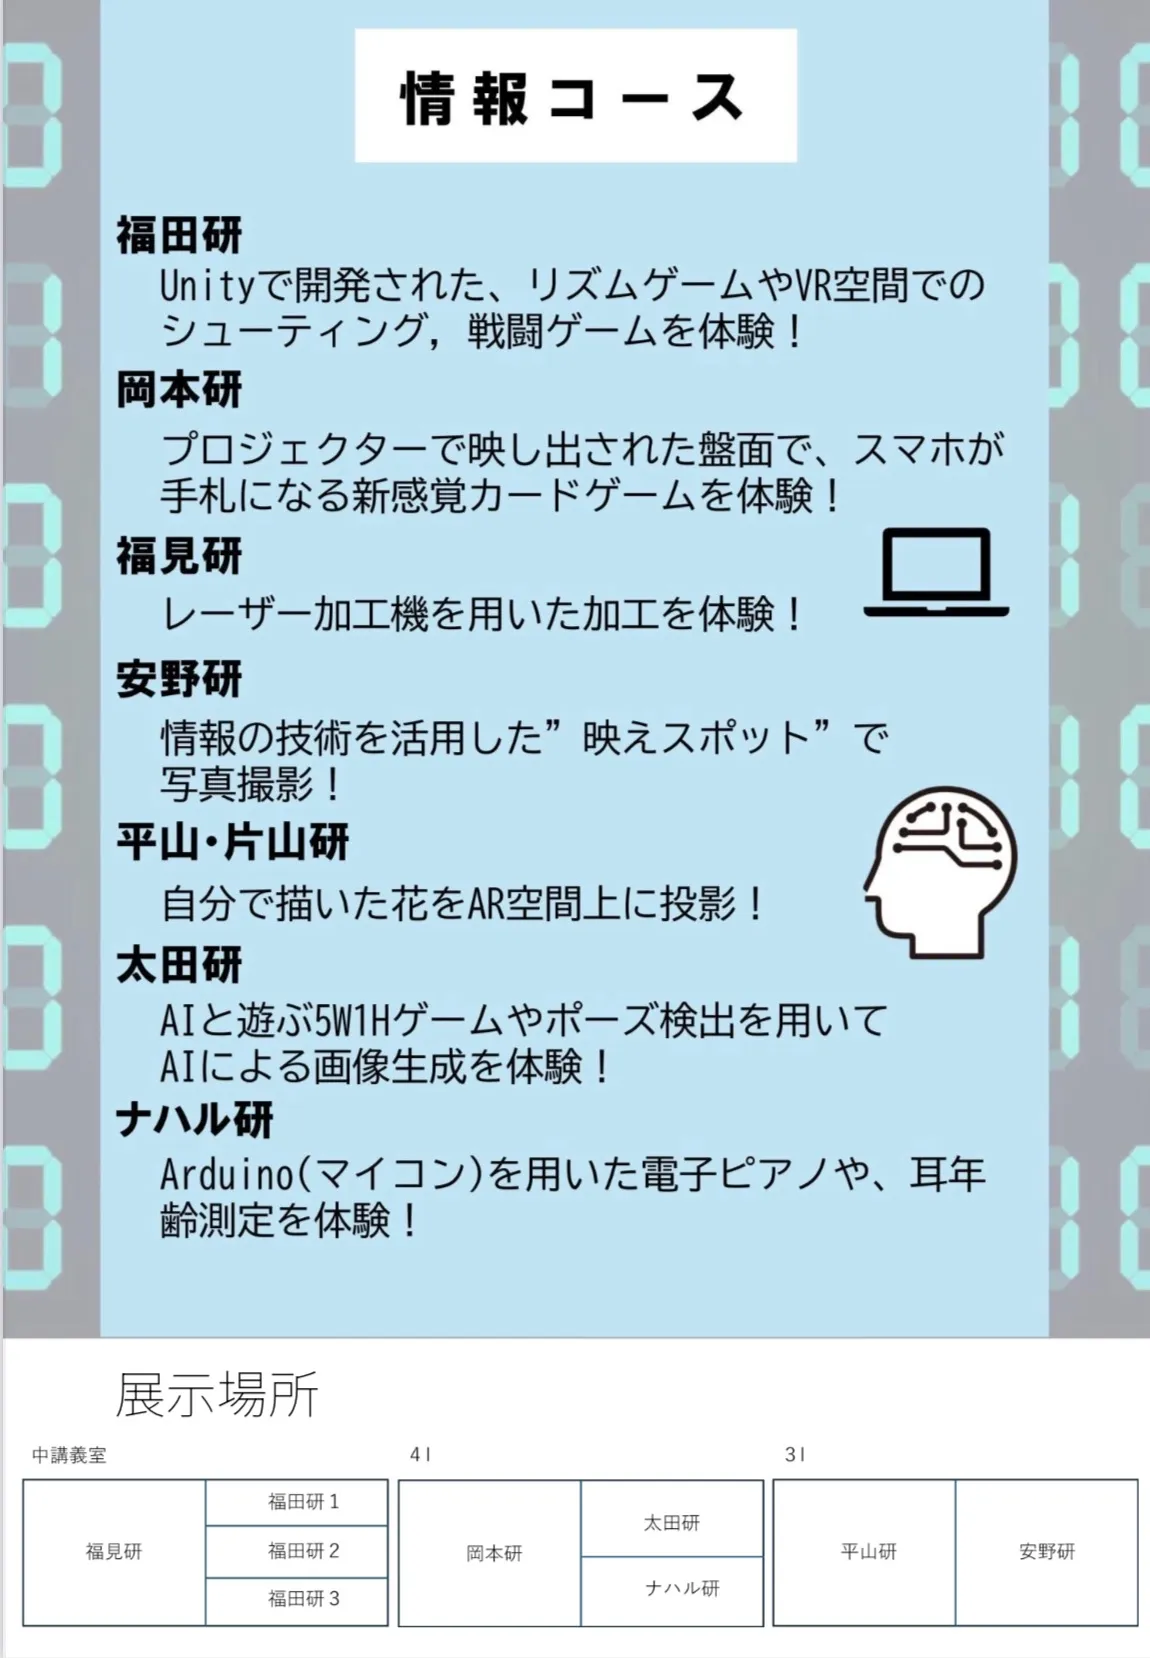 情報コース
福田研
Unityで開発された、リズムゲームやVR空間での
シューティング，戦闘ゲームを体験！
岡本研
プロジェクターで映し出された盤面で、スマホが
手札になる新感覚カードゲームを体験！
福見研
レーザー加工機を用いた加工を体験！
安野研
情報の技術を活用した”映えスポット”で
写真撮影！
平山・片山研
自分で描いた花をAR空間上に投影！
太田研
AIと遊ぶ5W1Hゲームやポーズ検出を用いて
AIによる画像生成を体験！
ナハル研
Arduino(マイコン)を用いた電子ピアノや、耳年
齢測定を体験！
展示場所
中講義室
福見研
福田研１
福田研２
福田研３
4I
岡本研
太田研
ナハル研
3I
平山研
安野研